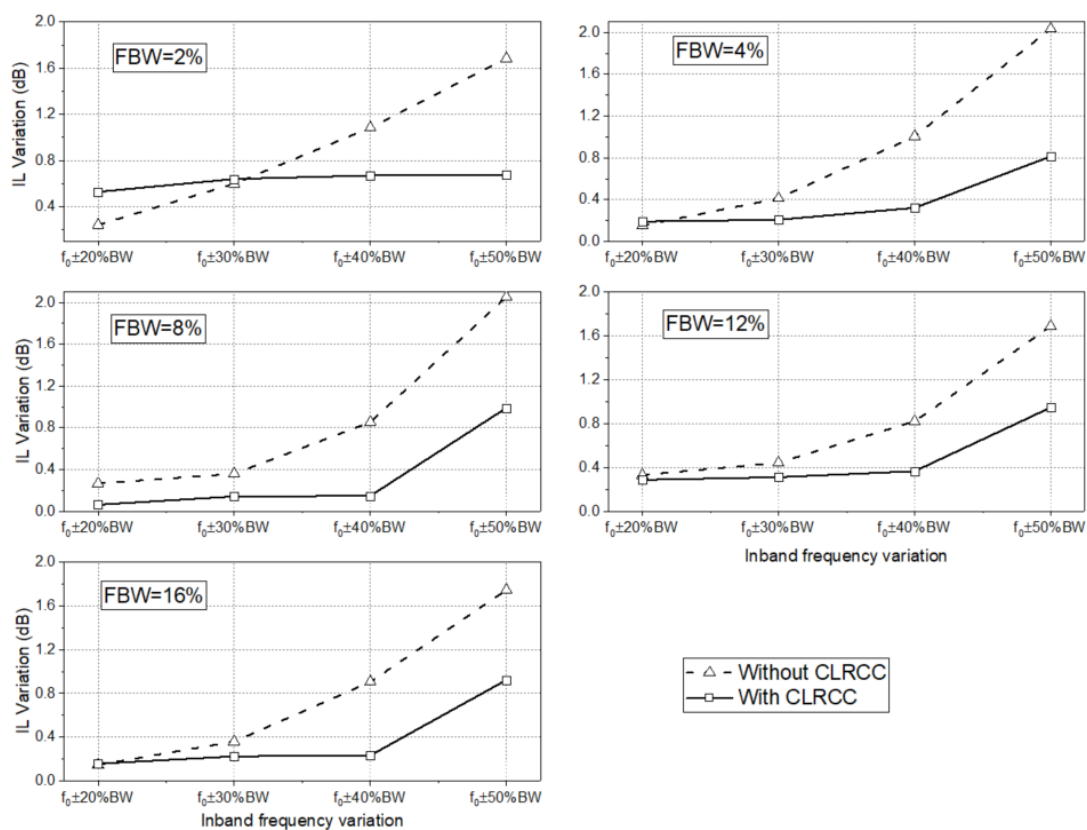 FBW=2%
IL Variation (dB)
2.0
1.6
1.2
0.8
0.4
f₀±20%BW f₀±30%BW f₀±40%BW f₀±50%BW
FBW=4%
2.0
1.6
1.2
0.8
0.4
0.0
f₀±20%BW f₀±30%BW f₀±40%BW f₀±50%BW
FBW=8%
IL Variation (dB)
2.0
1.6
1.2
0.8
0.4
0.0
f₀±20%BW f₀±30%BW f₀±40%BW f₀±50%BW
FBW=12%
2.0
1.6
1.2
0.8
0.4
0.0
f₀±20%BW f₀±30%BW f₀±40%BW f₀±50%BW
Inband frequency variation
FBW=16%
IL Variation (dB)
2.0
1.6
1.2
0.8
0.4
0.0
f₀±20%BW f₀±30%BW f₀±40%BW f₀±50%BW
Inband frequency variation
Without CLRCC
With CLRCC